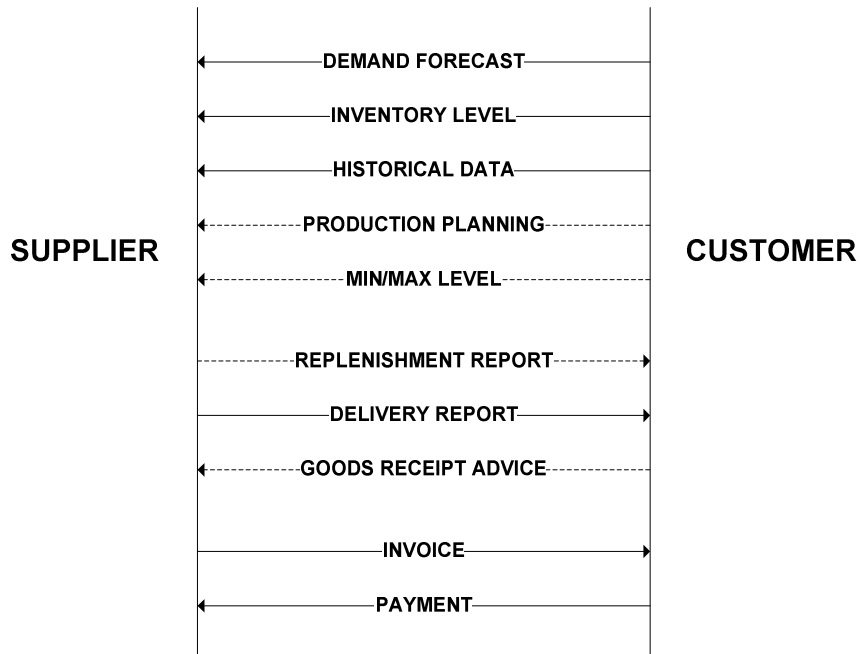 DEMAND FORECAST
INVENTORY LEVEL
HISTORICAL DATA
PRODUCTION PLANNING
SUPPLIER
CUSTOMER
MIN/MAX LEVEL
REPLENISHMENT REPORT
DELIVERY REPORT
GOODS RECEIPT ADVICE
INVOICE
PAYMENT